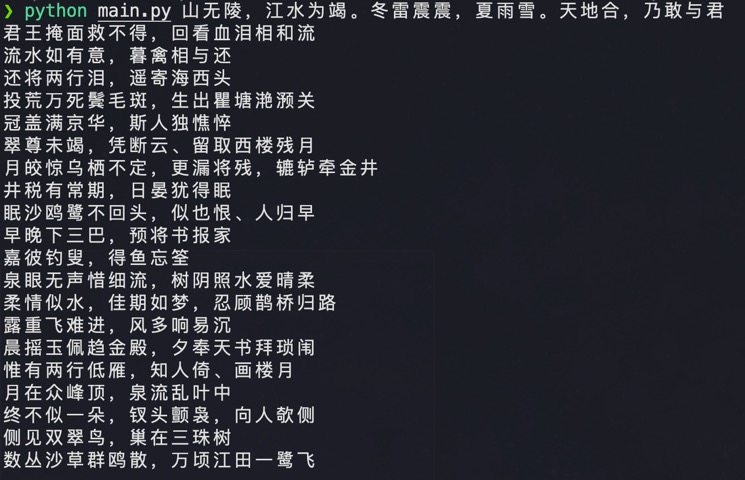 ❯ python main.py 山无陵，江水为竭。冬雷震震，夏雨雪。天地合，乃敢与君
君王掩面救不得，回看血泪相和流
流水如有意，暮禽相与还
还将两行泪，遥寄海西头
投荒万死鬓毛斑，生出瞿塘滟滪关
冠盖满京华，斯人独憔悴
翠尊未竭，凭断云、留取西楼残月
月皎惊乌栖不定，更漏将残，辘轳牵金井
井税有常期，日晏犹得眠
眠沙鸥鹭不回头，似也恨、人归早
早晚下三巴，预将书报家
嘉彼钓叟，得鱼忘筌
泉眼无声惜细流，树阴照水爱晴柔
柔情似水，佳期如梦，忍顾鹊桥归路
露重飞难进，风多响易沉
晨摇玉佩趋金殿，夕奉天书拜琐闱
惟有两行低雁，知人倚、画楼月
月在众峰顶，泉流乱叶中
终不似一朵，钗头颤袅，向人欹侧
侧见双翠鸟，巢在三珠树
数丛沙草群鸥散，万顷江田一鹭飞